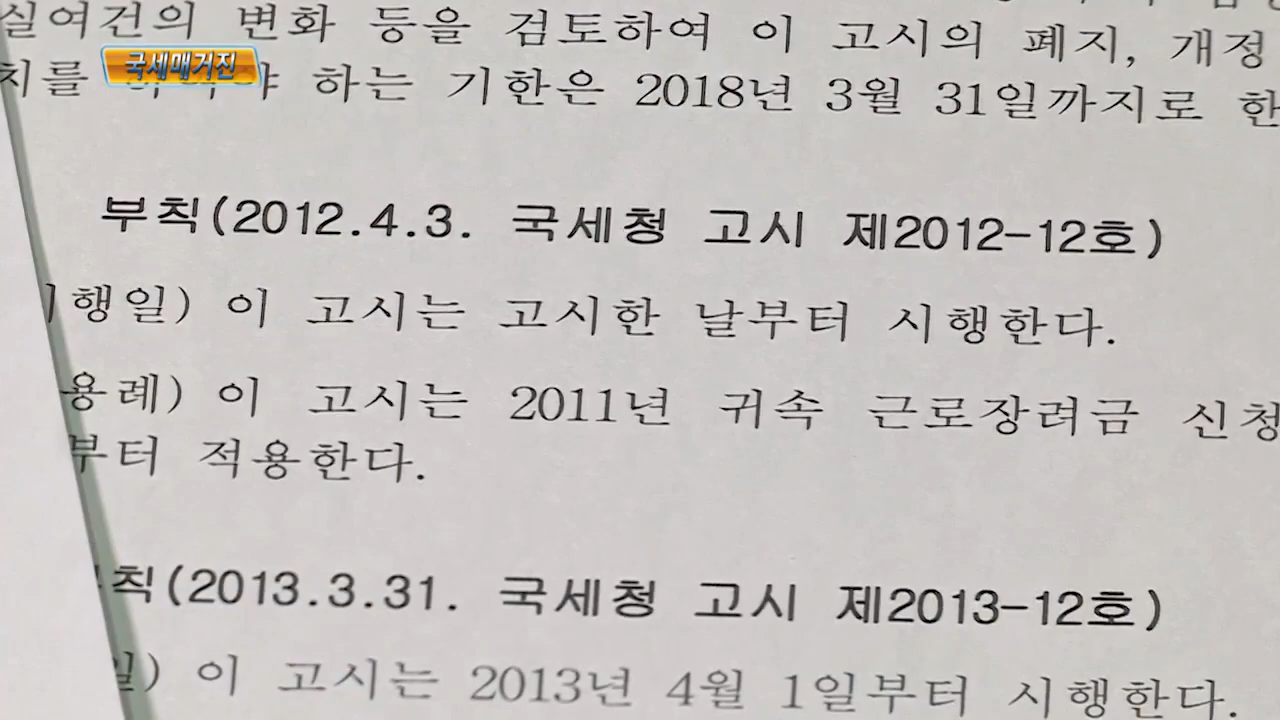 실여건의 변화 등을 검토하여 이 고시의 폐지, 개정
국세매거진
치를 하는 기한은 2018년 3월 31일까지로 한
부칙(2012.4.3. 국세청 고시 제2012-12호)
행일) 이 고시는 고시한 날부터 시행한다.
용례) 이 고시는 2011년 귀속 근로장려금 신청
부터 적용한다.
칙(2013.3.31. 국세청 고시 제2013-12호)
일) 이 고시는 2013년 4월 1일부터 시행한다.